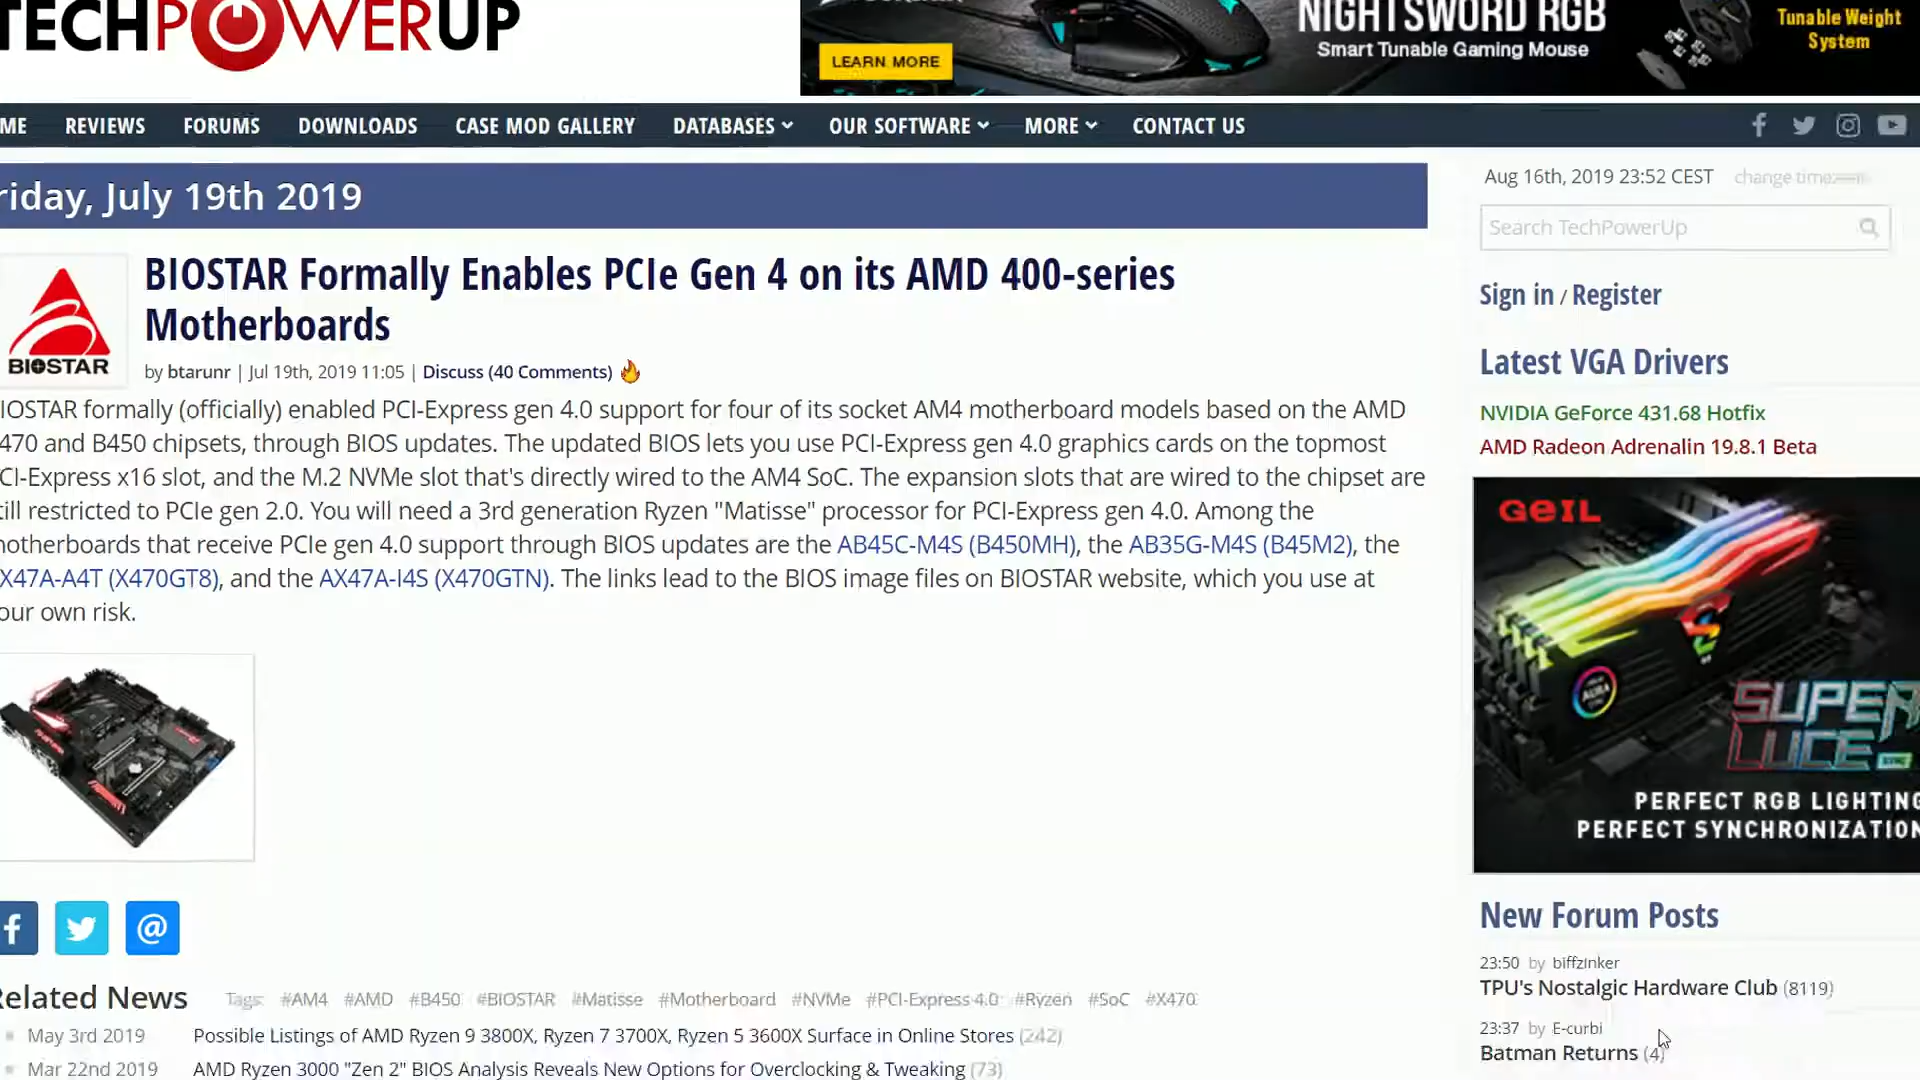 TECHPOWERUP
NIGHTSWORD RGB
Smart Tunable Gaming Mouse
LEARN MORE
Tunable Weight
System
ME REVIEWS FORUMS DOWNLOADS CASE MOD GALLERY DATABASES OUR SOFTWARE MORE CONTACT US
riday, July 19th 2019
Aug 16th, 2019 23:52 CEST change timezone
Search TechPowerUp
BIOSTAR
BIOSTAR Formally Enables PCIe Gen 4 on its AMD 400-series
Motherboards
by btarunr | Jul 19th, 2019 11:05 | Discuss (40 Comments)
IOSTAR formally (officially) enabled PCI-Express gen 4.0 support for four of its socket AM4 motherboard models based on the AMD
470 and B450 chipsets, through BIOS updates. The updated BIOS lets you use PCI-Express gen 4.0 graphics cards on the topmost
CI-Express x16 slot, and the M.2 NVMe slot that's directly wired to the AM4 SoC. The expansion slots that are wired to the chipset are
till restricted to PCIe gen 2.0. You will need a 3rd generation Ryzen "Matisse" processor for PCI-Express gen 4.0. Among the
motherboards that receive PCIe gen 4.0 support through BIOS updates are the AB45C-M4S (B450MH), the AB35G-M4S (B45M2), the
X47A-A4T (X470GT8), and the AX47A-I4S (X470GTN). The links lead to the BIOS image files on BIOSTAR website, which you use at
our own risk.
Related News Tags: #AM4 #AMD #B450 #BIOSTAR #Matisse #Motherboard #NVMe #PCI-Express 4.0 #Ryzen #SoC #X470
May 3rd 2019 Possible Listings of AMD Ryzen 9 3800X, Ryzen 7 3700X, Ryzen 5 3600X Surface in Online Stores (242)
Mar 22nd 2019 AMD Ryzen 3000 "Zen 2" BIOS Analysis Reveals New Options for Overclocking & Tweaking (73)
Sign in / Register
Latest VGA Drivers
NVIDIA GeForce 431.68 Hotfix
AMD Radeon Adrenalin 19.8.1 Beta
GEIL
AURA
SUPER
LUCE
SYNC
PERFECT RGB LIGHTING
PERFECT SYNCHRONIZATION
New Forum Posts
23:50 by biffzinker
TPU's Nostalgic Hardware Club (8119)
23:37 by E-curbi
Batman Returns (4)